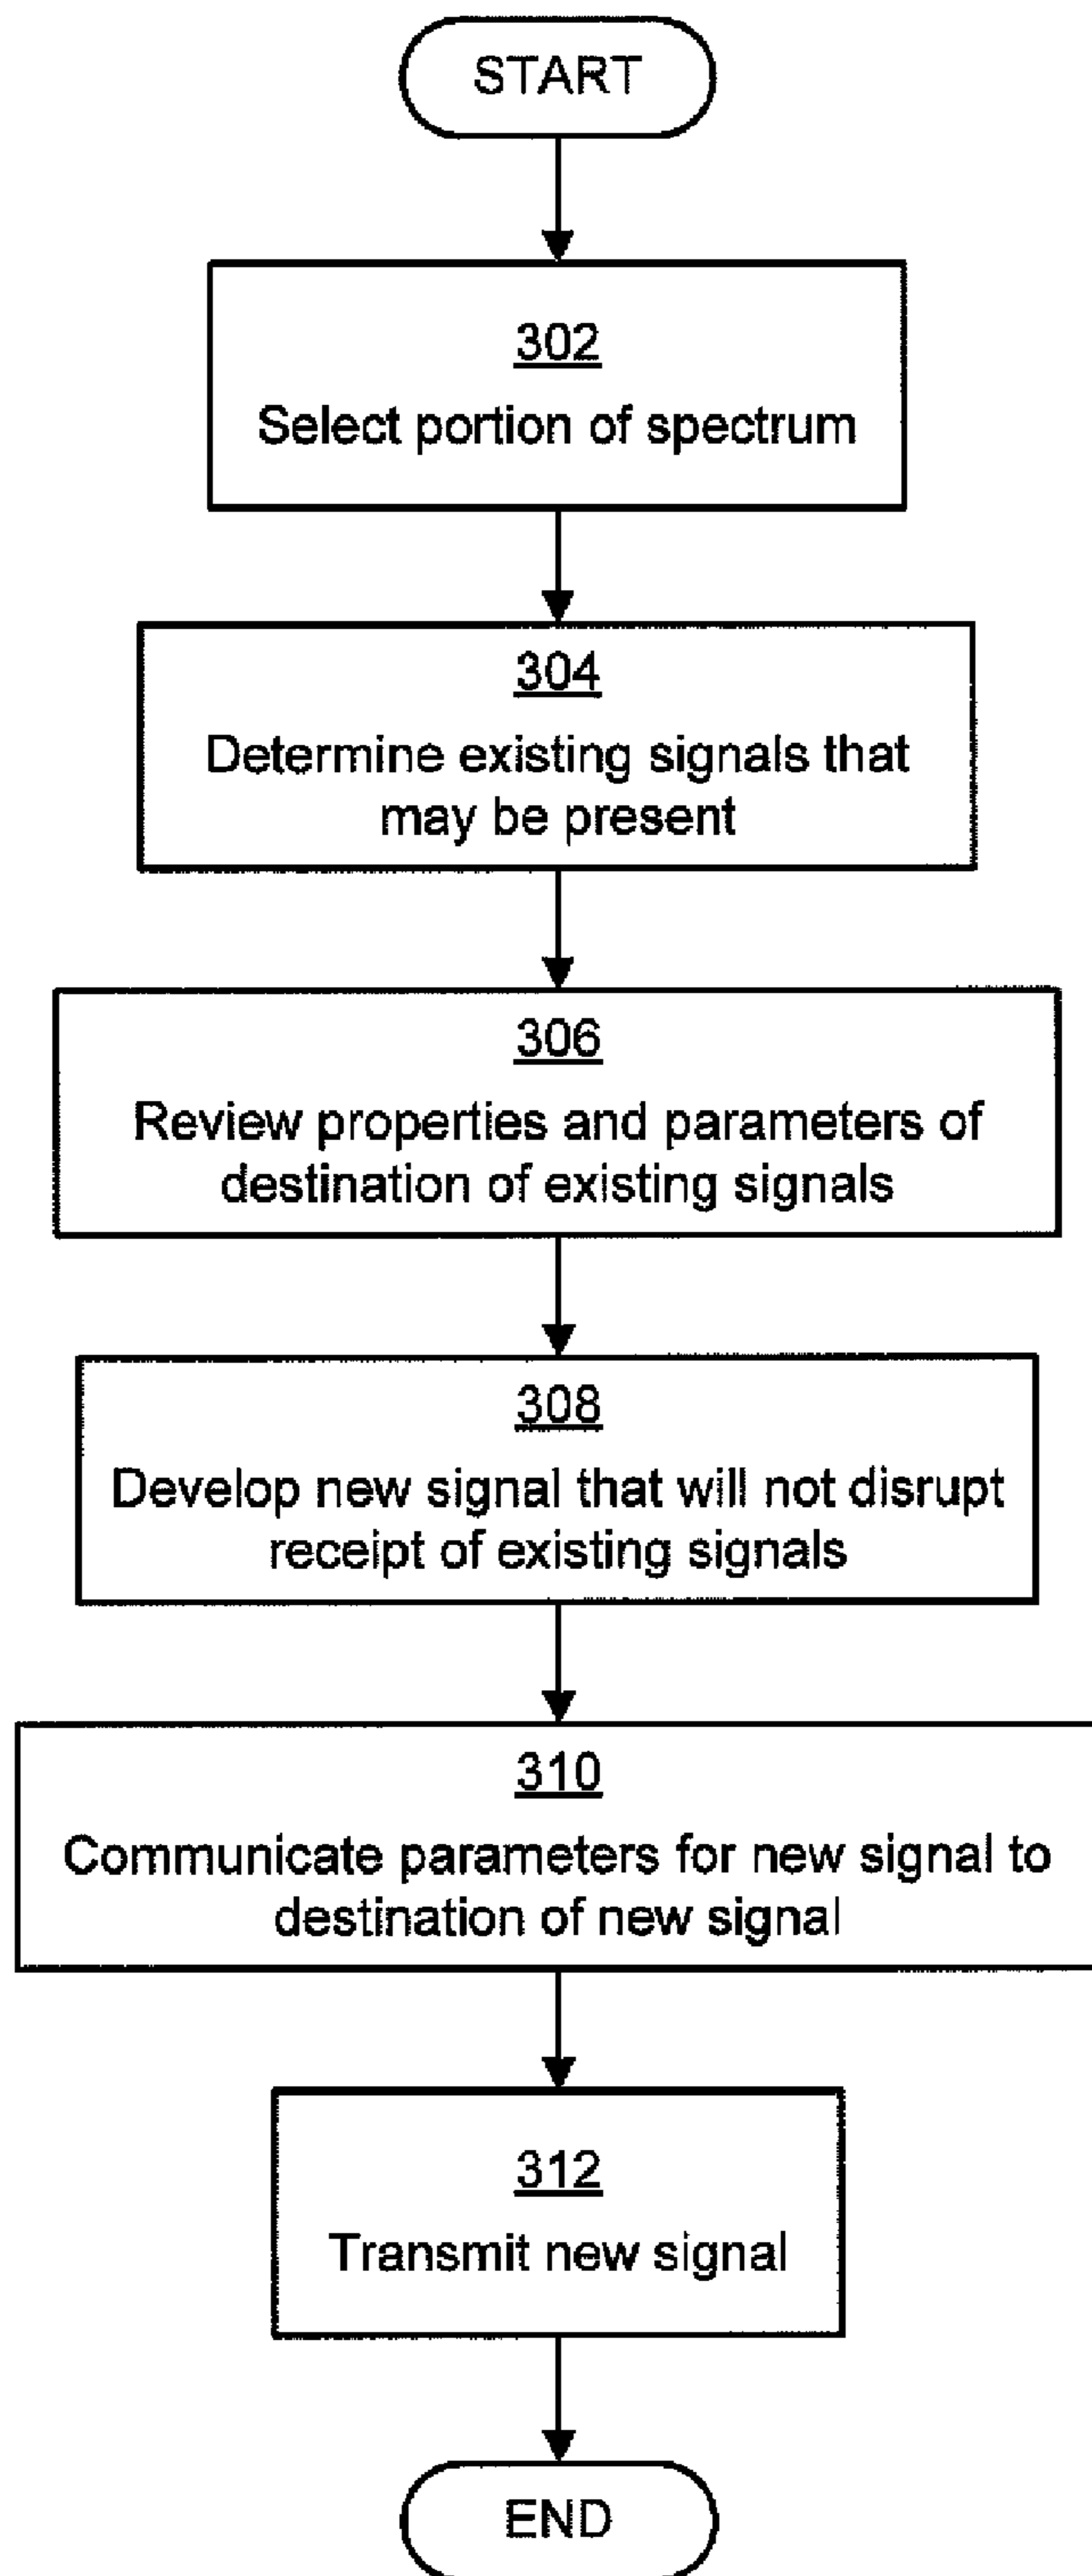 START
302
Select portion of spectrum
304
Determine existing signals that
may be present
306
Review properties and parameters of
destination of existing signals
308
Develop new signal that will not disrupt
receipt of existing signals
310
Communicate parameters for new signal to
destination of new signal
312
Transmit new signal
END